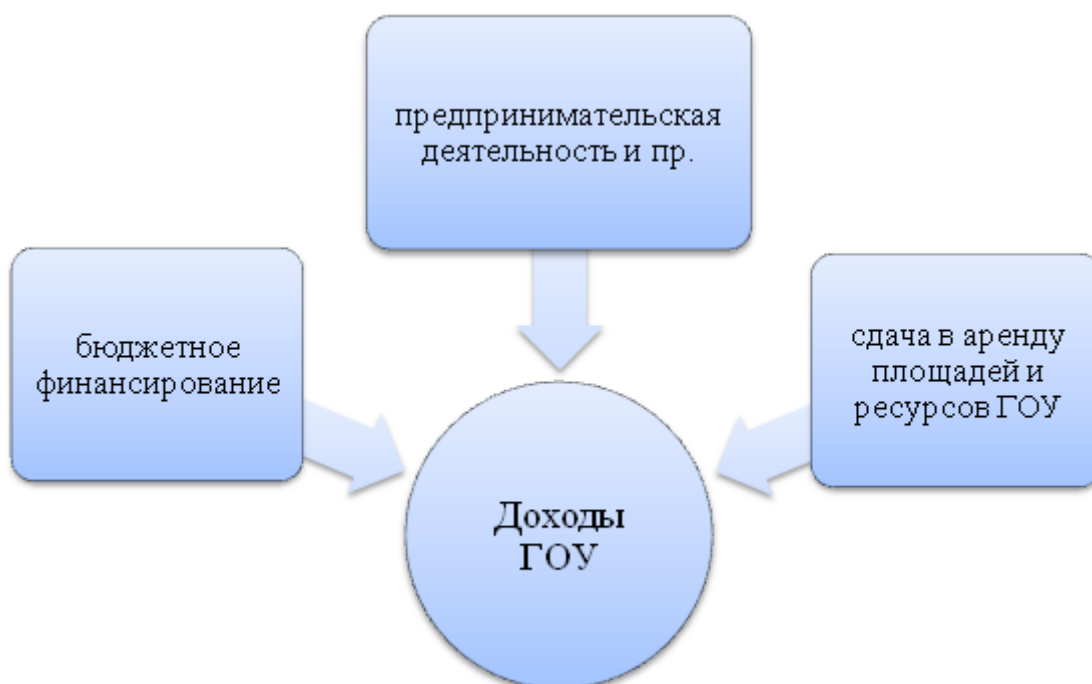 предпринимательская
деятельность и пр.
бюджетное
финансирование
сдача в аренду
площадей и
ресурсов ГОУ
Доходы
ГОУ